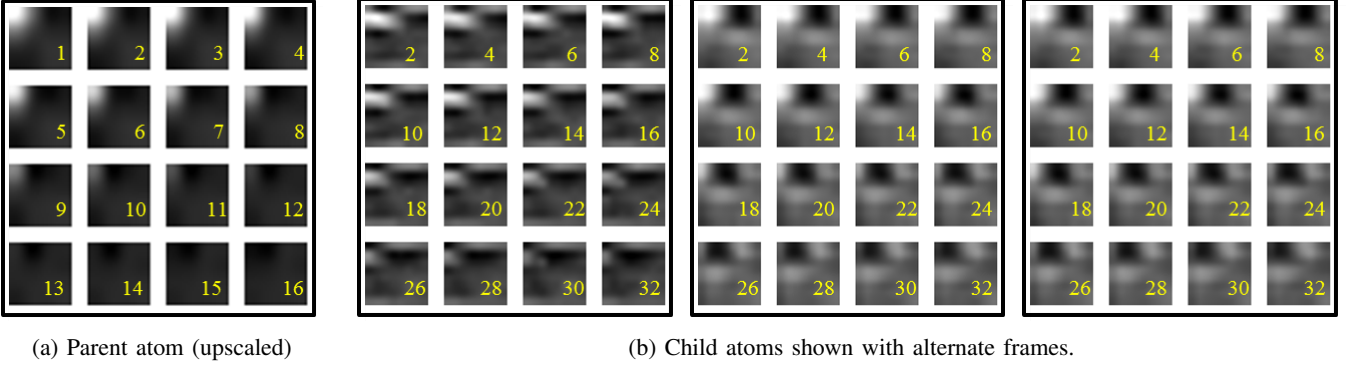 1 2 3 4
5 6 7 8
9 10 11 12
13 14 15 16
2 4 6 8
10 12 14 16
18 20 22 24
26 28 30 32
2 4 6 8
10 12 14 16
18 20 22 24
26 28 30 32
2 4 6 8
10 12 14 16
18 20 22 24
26 28 30 32
(a) Parent atom (upscaled)
(b) Child atoms shown with alternate frames.